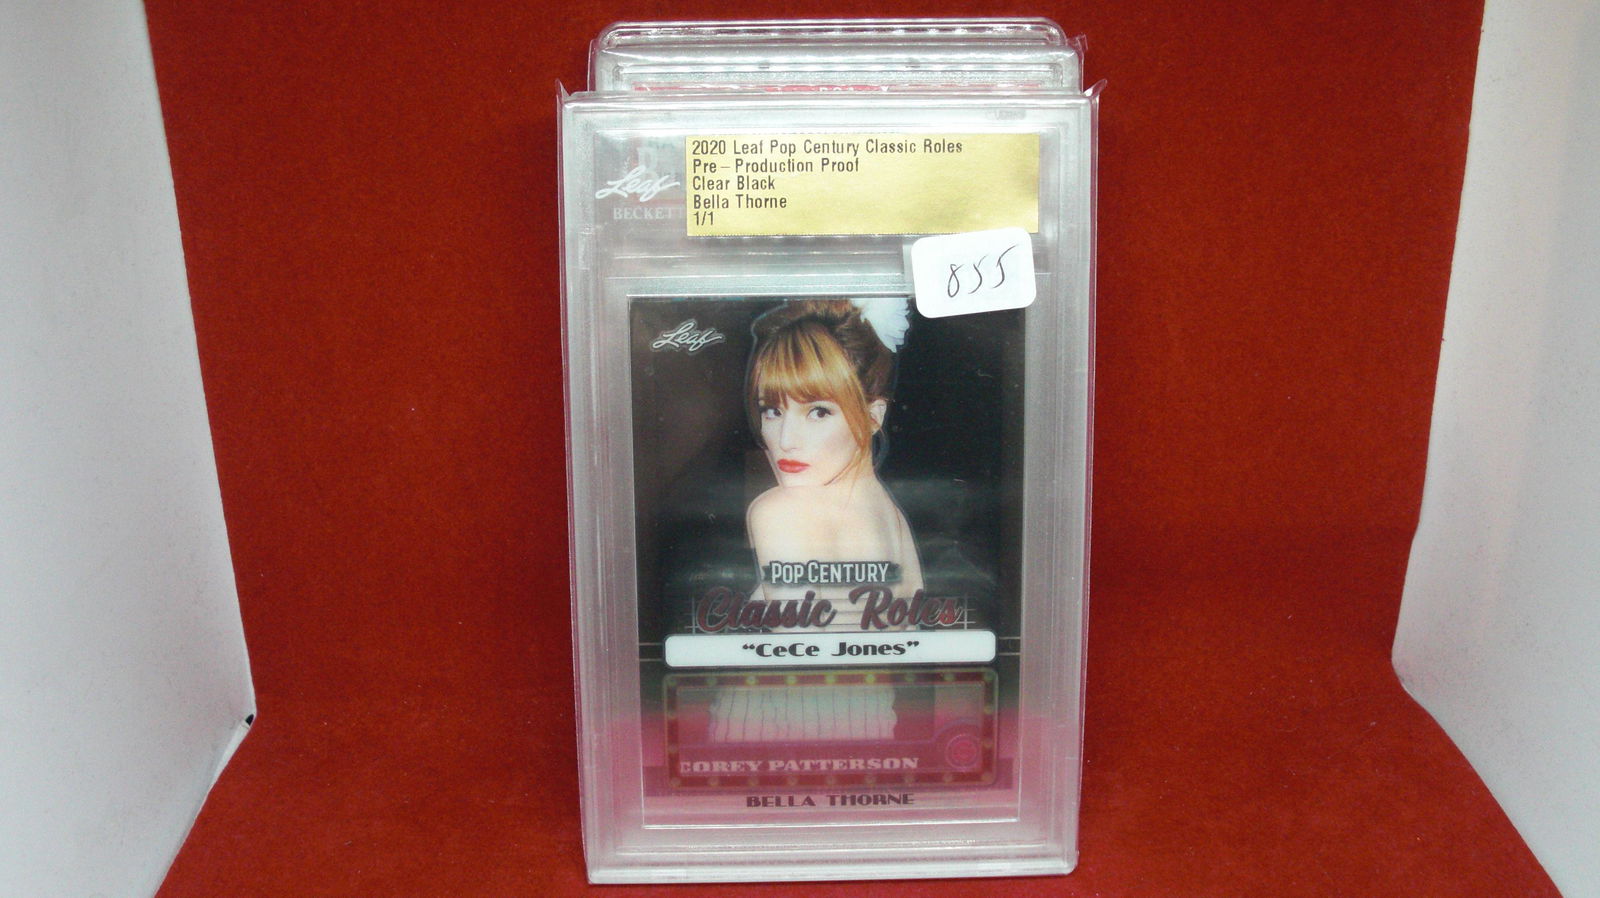 2020 Leaf Pop Century Classic Roles
Pre-Production Proof
Clear Black
Bella Thorne
1/1
Leaf
BECKETT
855
Leaf
POP CENTURY
Classic Roles
"CeCe Jones"
COREY PATTERSON
BELLA THORNE